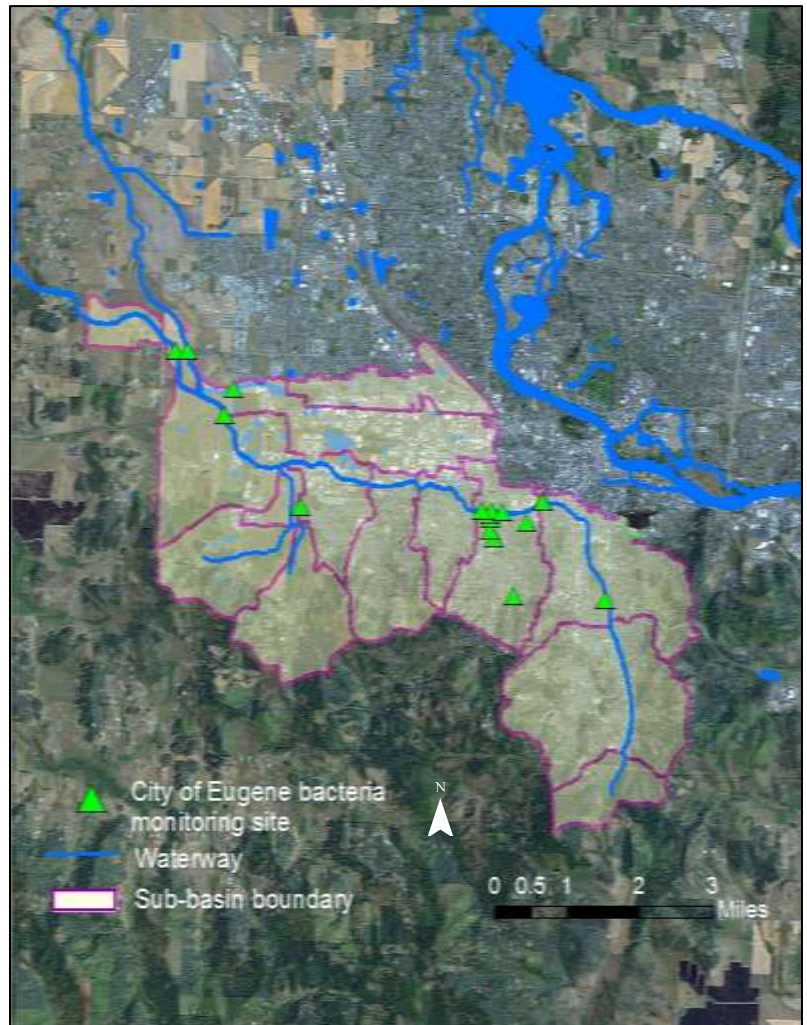 City of Eugene bacteria
monitoring site
Waterway
Sub-basin boundary
N
0 0.5 1 2 3
Miles